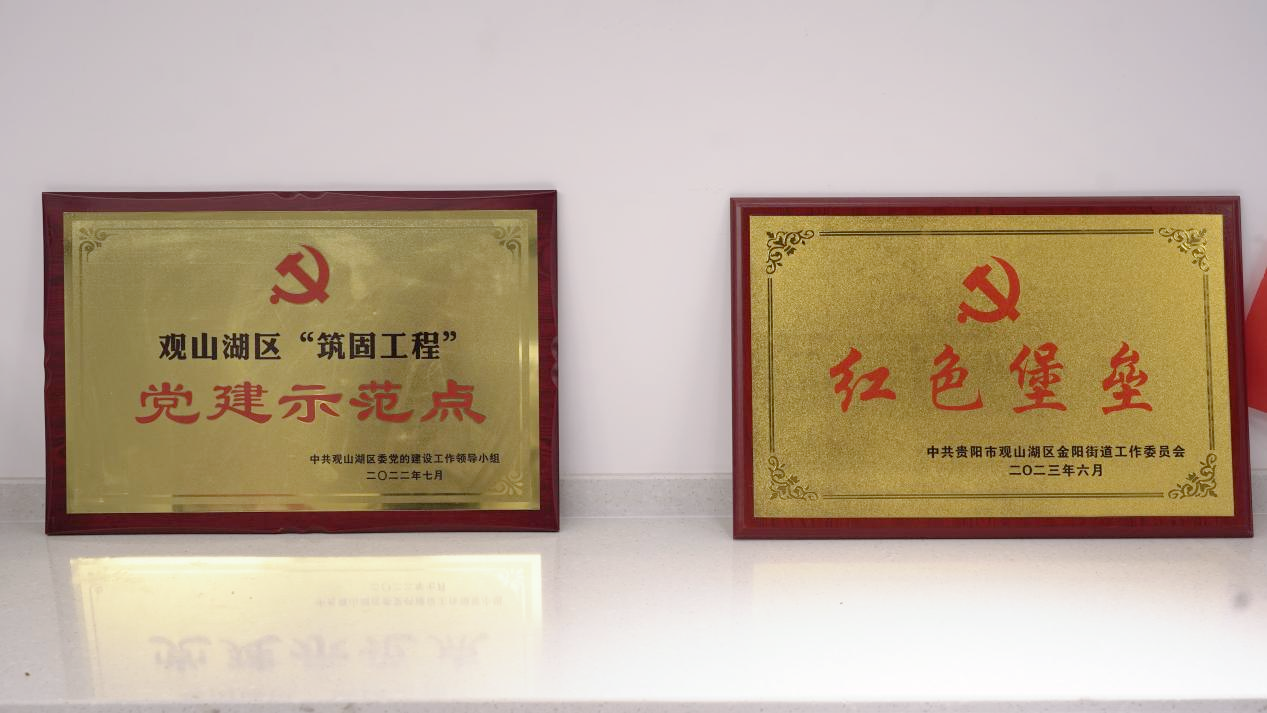 观山湖区“筑固工程”
党建示范点
中共观山湖区委党的建设工作领导小组
二〇二二年七月
红色堡垒
中共贵阳市观山湖区金阳街道工作委员会
二〇二三年六月